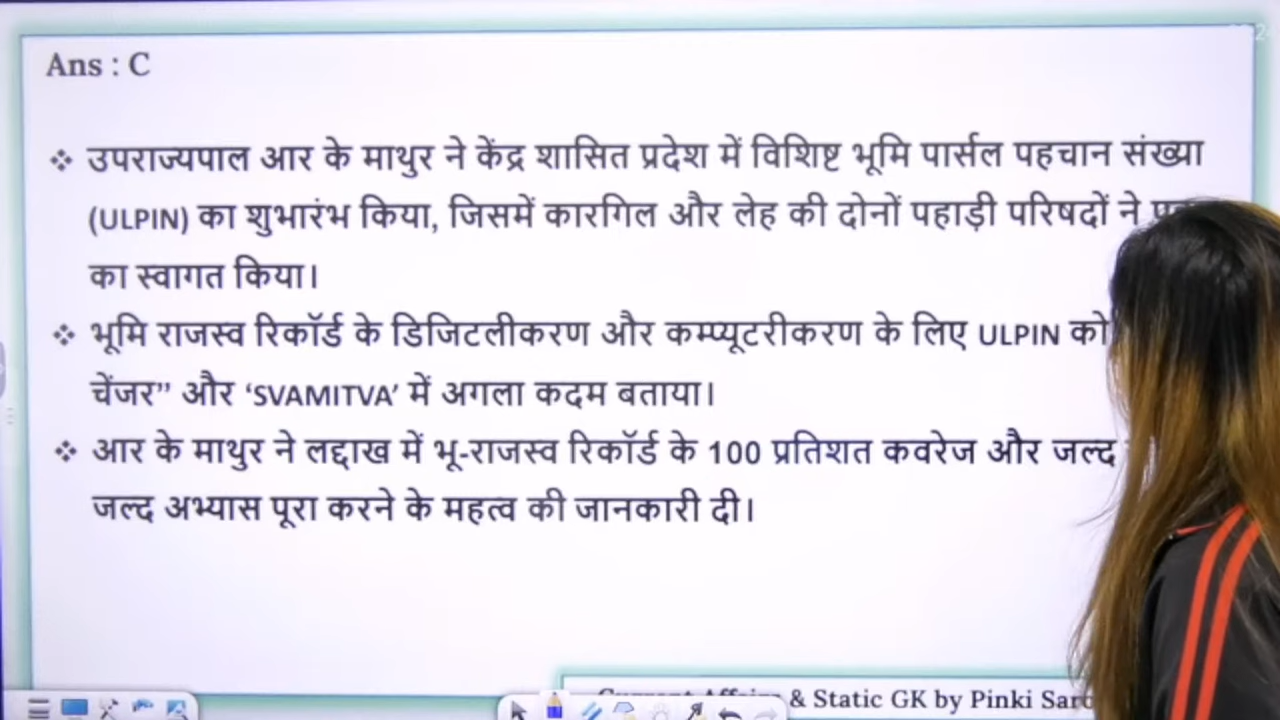 Ans : C
❖ उपराज्यपाल आर के माथुर ने केंद्र शासित प्रदेश में विशिष्ट भूमि पार्सल पहचान संख्या
(ULPIN) का शुभारंभ किया, जिसमें कारगिल और लेह की दोनों पहाड़ी परिषदों ने
का स्वागत किया।
❖ भूमि राजस्व रिकॉर्ड के डिजिटलीकरण और कम्प्यूटरीकरण के लिए ULPIN को
चेंजर” और ‘SVAMITVA’ में अगला कदम बताया।
❖ आर के माथुर ने लद्दाख में भू-राजस्व रिकॉर्ड के 100 प्रतिशत कवरेज और जल्द
जल्द अभ्यास पूरा करने के महत्व की जानकारी दी।
& Static GK by Pinki